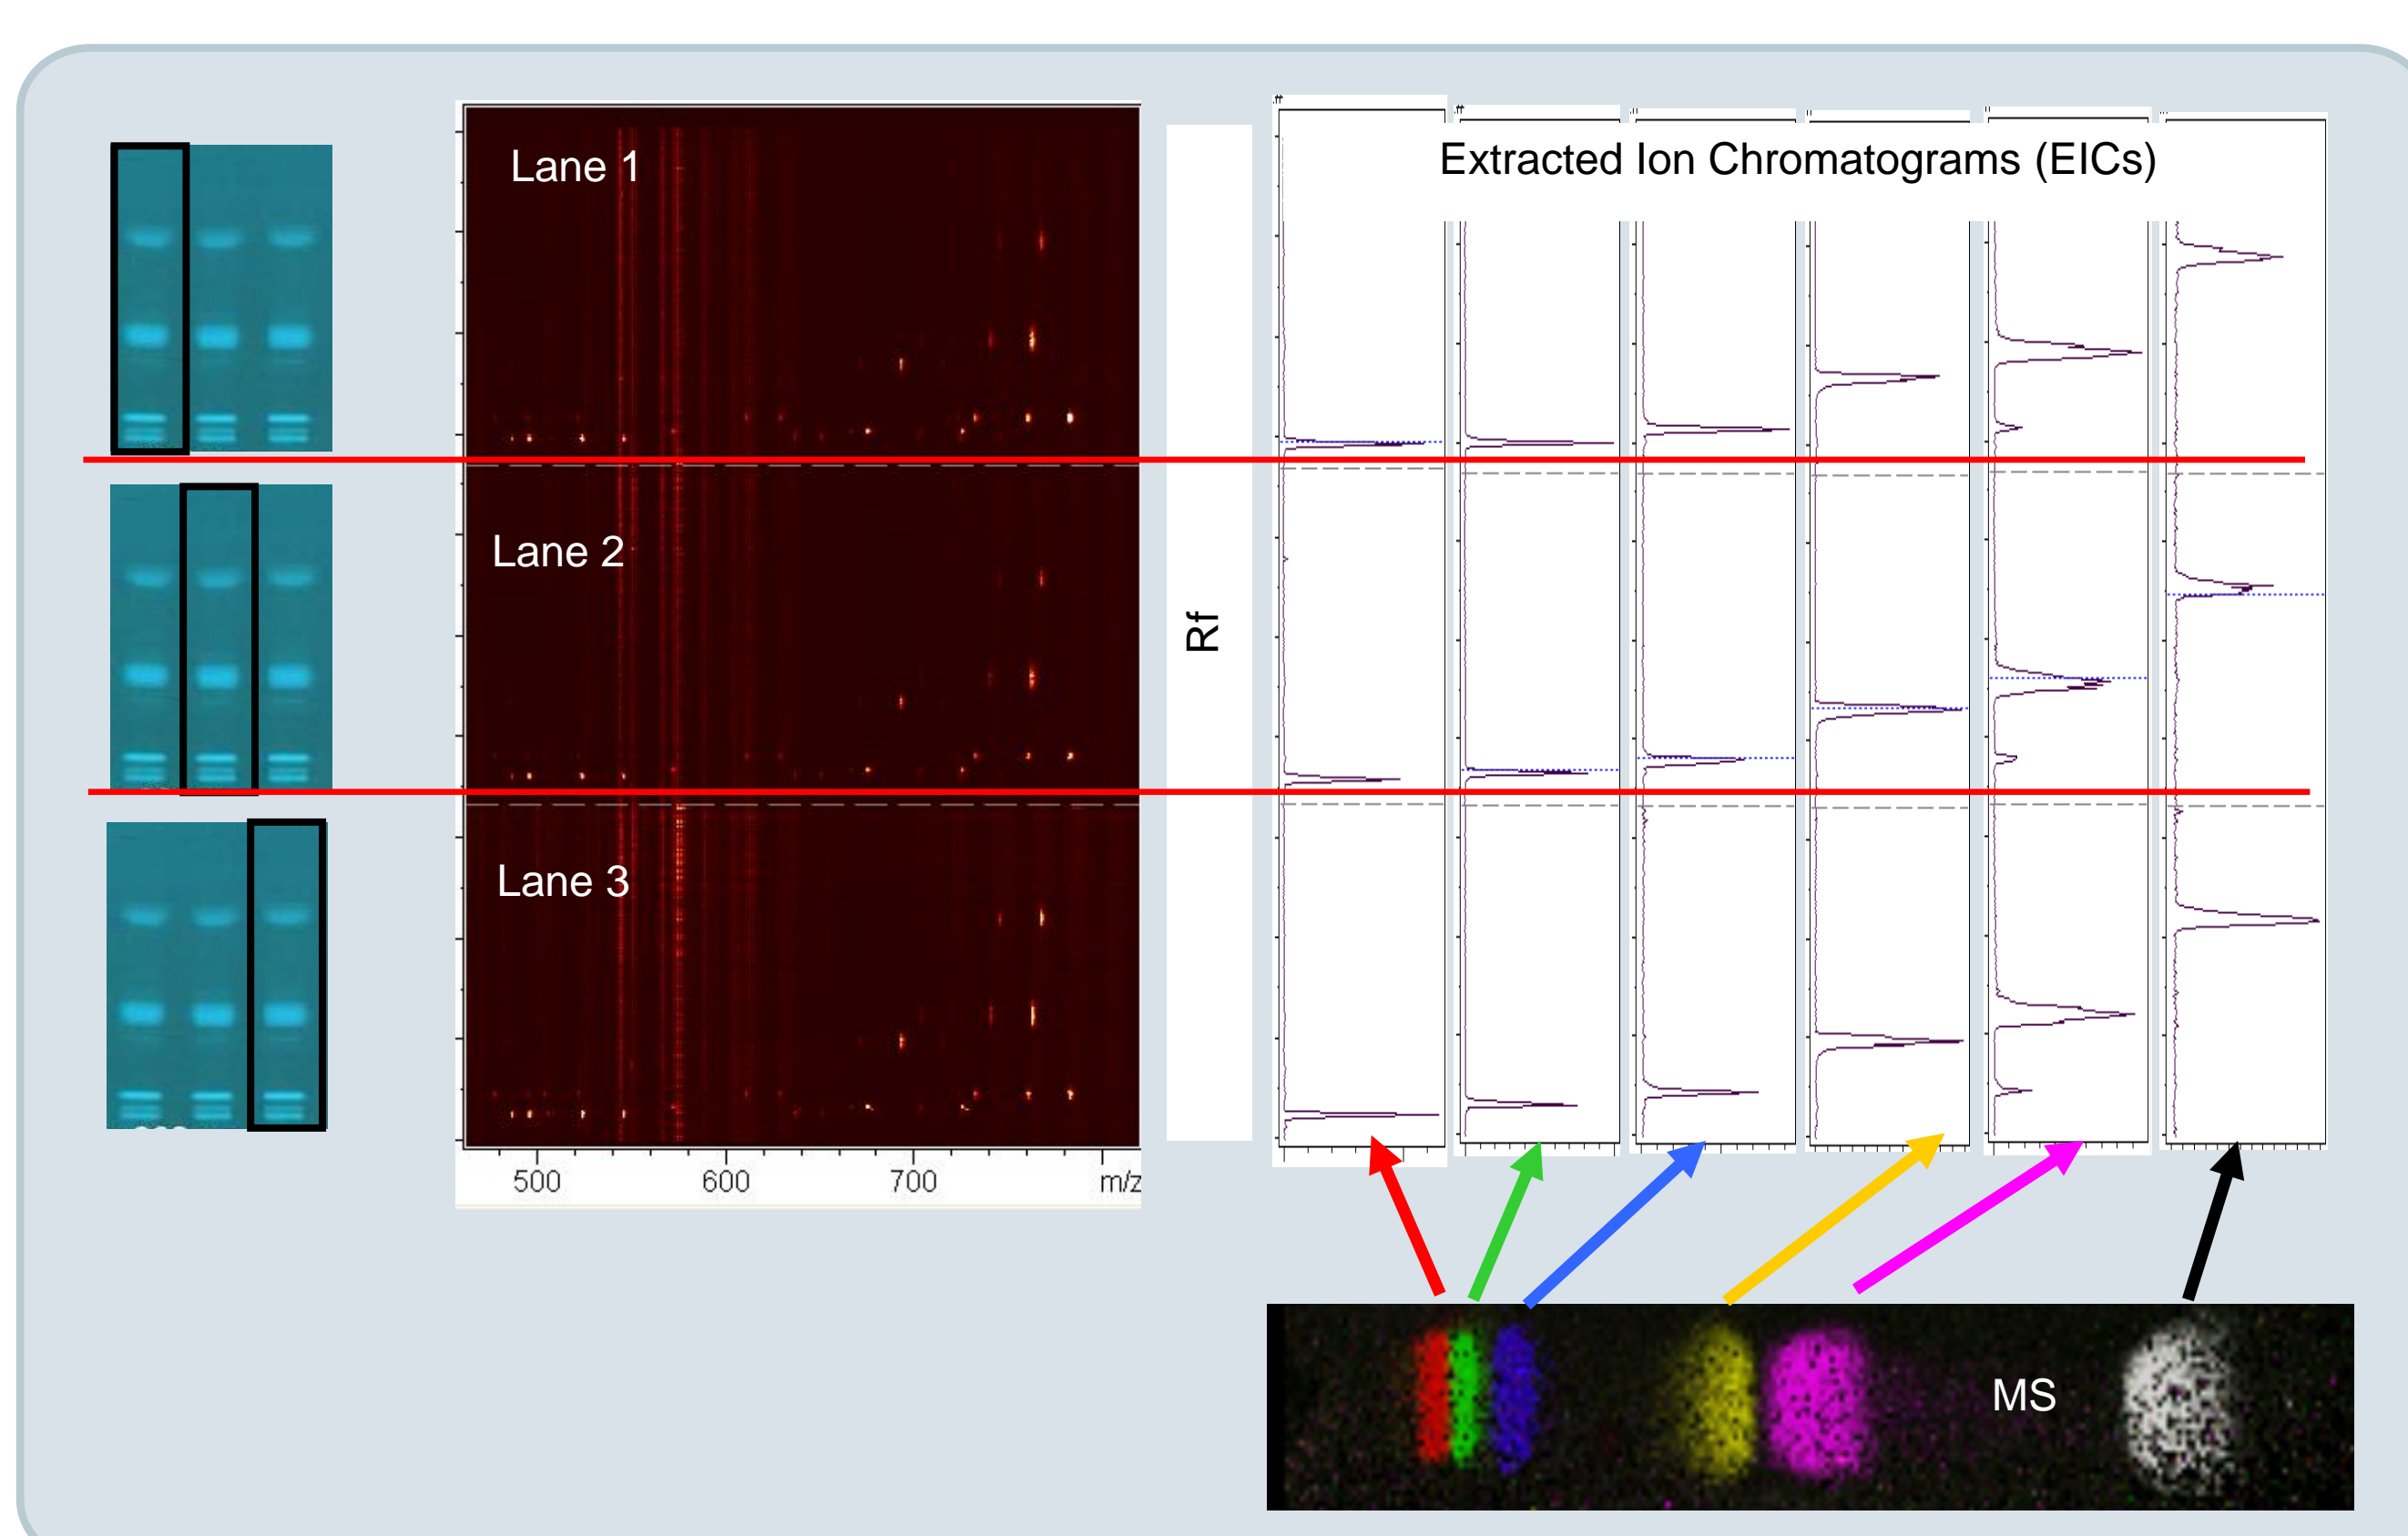 Extracted Ion Chromatograms (EICs)
Lane 1
Lane 2
Rf
Lane 3
500 600 700 m/z
MS